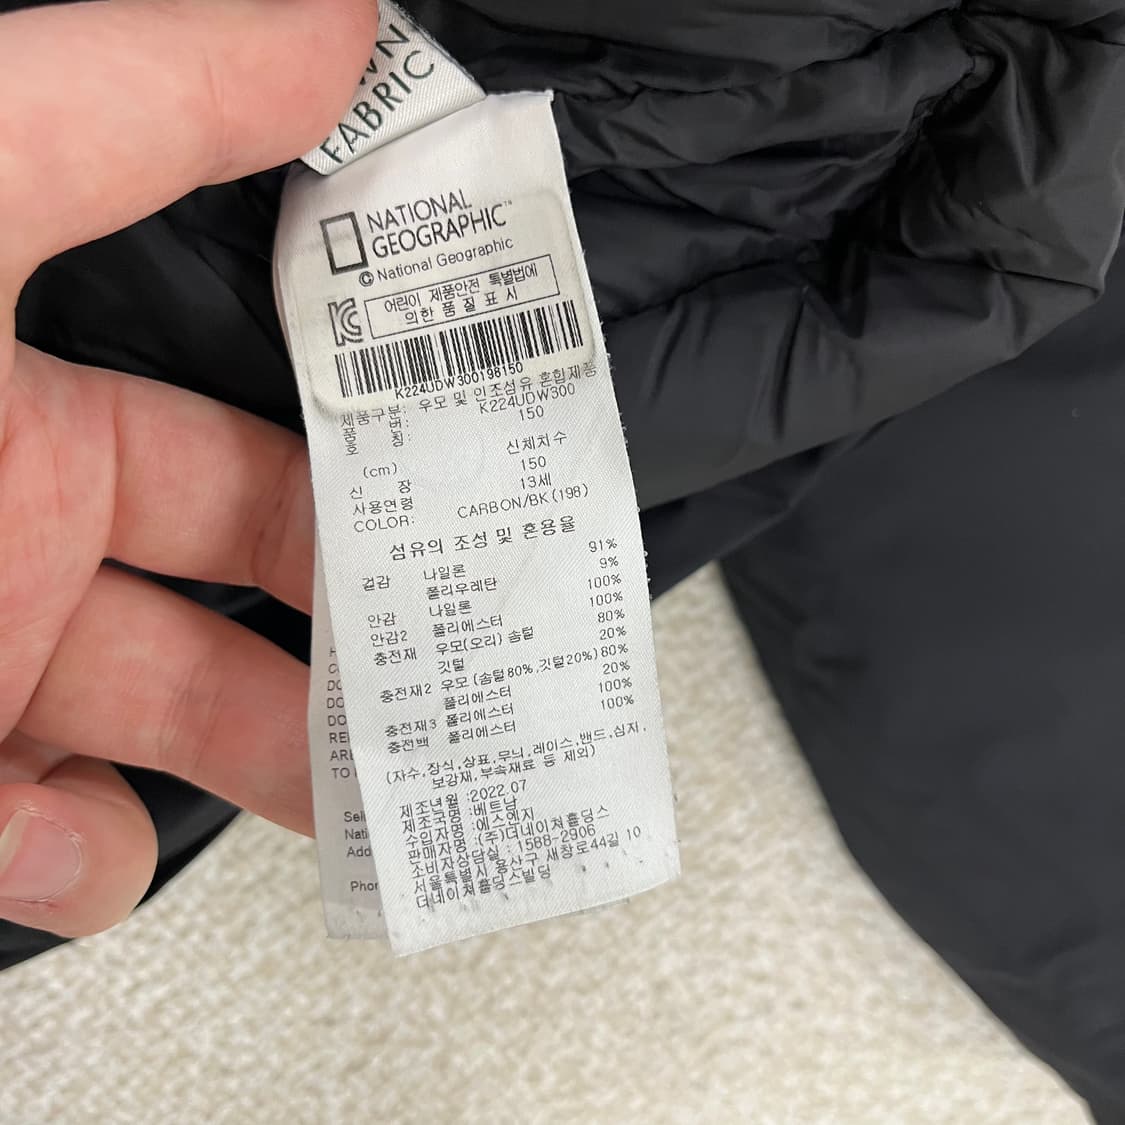 FABRIC
NATIONAL
GEOGRAPHIC™
© National Geographic
어린이 제품안전 특별법에
의한 품 질 표 시
K224UDW300198150
제품구분: 우모 및 인조섬유 혼합제품
품 번: K224UDW300
호 칭: 150
(cm) 신체치수
신 장 150
사용연령 13세
COLOR: CARBON/BK(198)
섬유의 조성 및 혼용율
겉감 나일론 91%
폴리우레탄 9%
안감 나일론 100%
안감2 폴리에스터 100%
충전재 우모(오리) 솜털 80%
깃털 20%
충전재2 우모 (솜털80%,깃털20%) 80%
폴리에스터 20%
충전재3 폴리에스터 100%
충전백 폴리에스터 100%
(자수,장식,상표,무늬,레이스,밴드,심지,
보강재,부속재료 등 제외)
제조년월 :2022.07
제조국명 :베트남
수입자명 :에스엔지
판매자명 :(주)더네이쳐홀딩스
소비자상담실 : 1588-2906
서울특별시 용산구 새창로44길 10
더네이쳐홀딩스빌딩